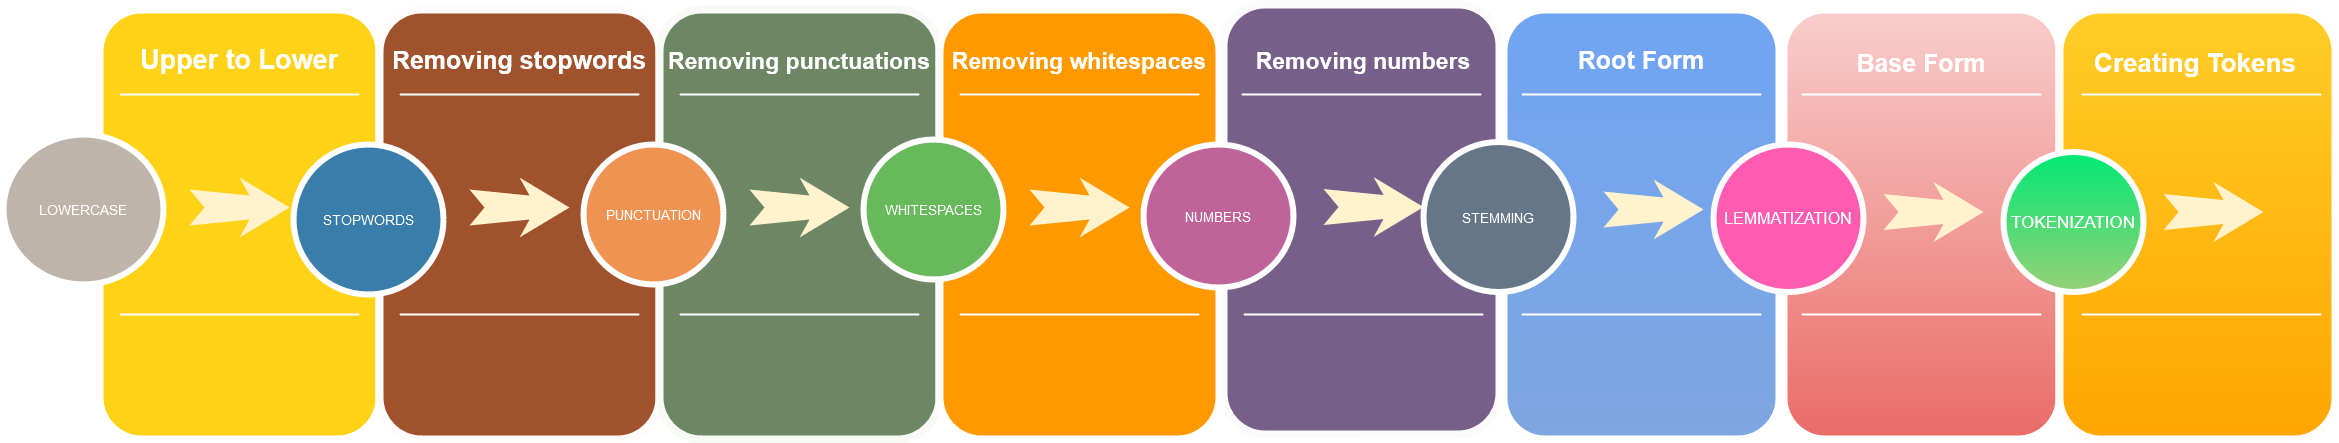 Upper to Lower
Removing stopwords
Removing punctuations
Removing whitespaces
Removing numbers
Root Form
Base Form
Creating Tokens
LOWERCASE
STOPWORDS
PUNCTUATION
WHITESPACES
NUMBERS
STEMMING
LEMMATIZATION
TOKENIZATION